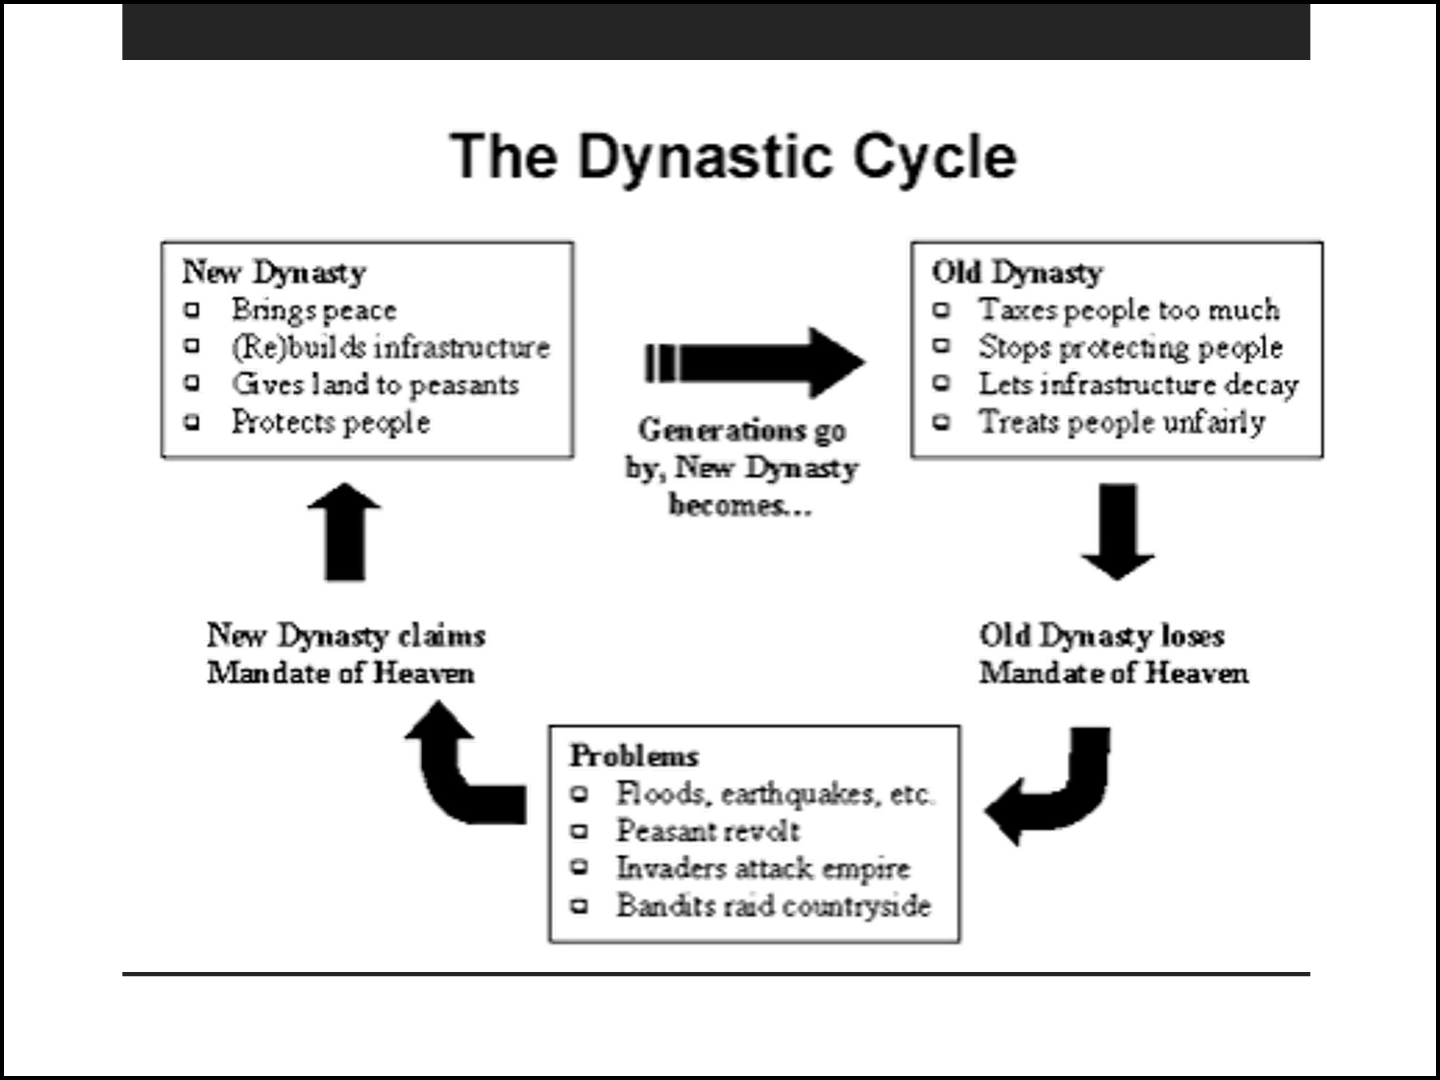 The Dynastic Cycle
New Dynasty
Brings peace
(Re)builds infrastructure
Gives land to peasants
Protects people
Generations go
by, New Dynasty
becomes...
Old Dynasty
Taxes people too much
Stops protecting people
Lets infrastructure decay
Treats people unfairly
Old Dynasty loses
Mandate of Heaven
Problems
Floods, earthquakes, etc.
Peasant revolt
Invaders attack empire
Bandits raid countryside
New Dynasty claims
Mandate of Heaven